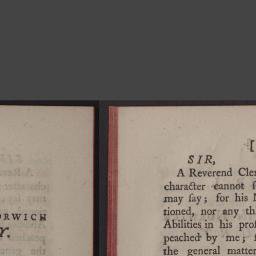 ORWICH
Y.
[
SIR,
A Reverend Cler
character cannot f
may ſay; for his
tioned, nor any th
Abilities in his prof
peached by me;
the general matter